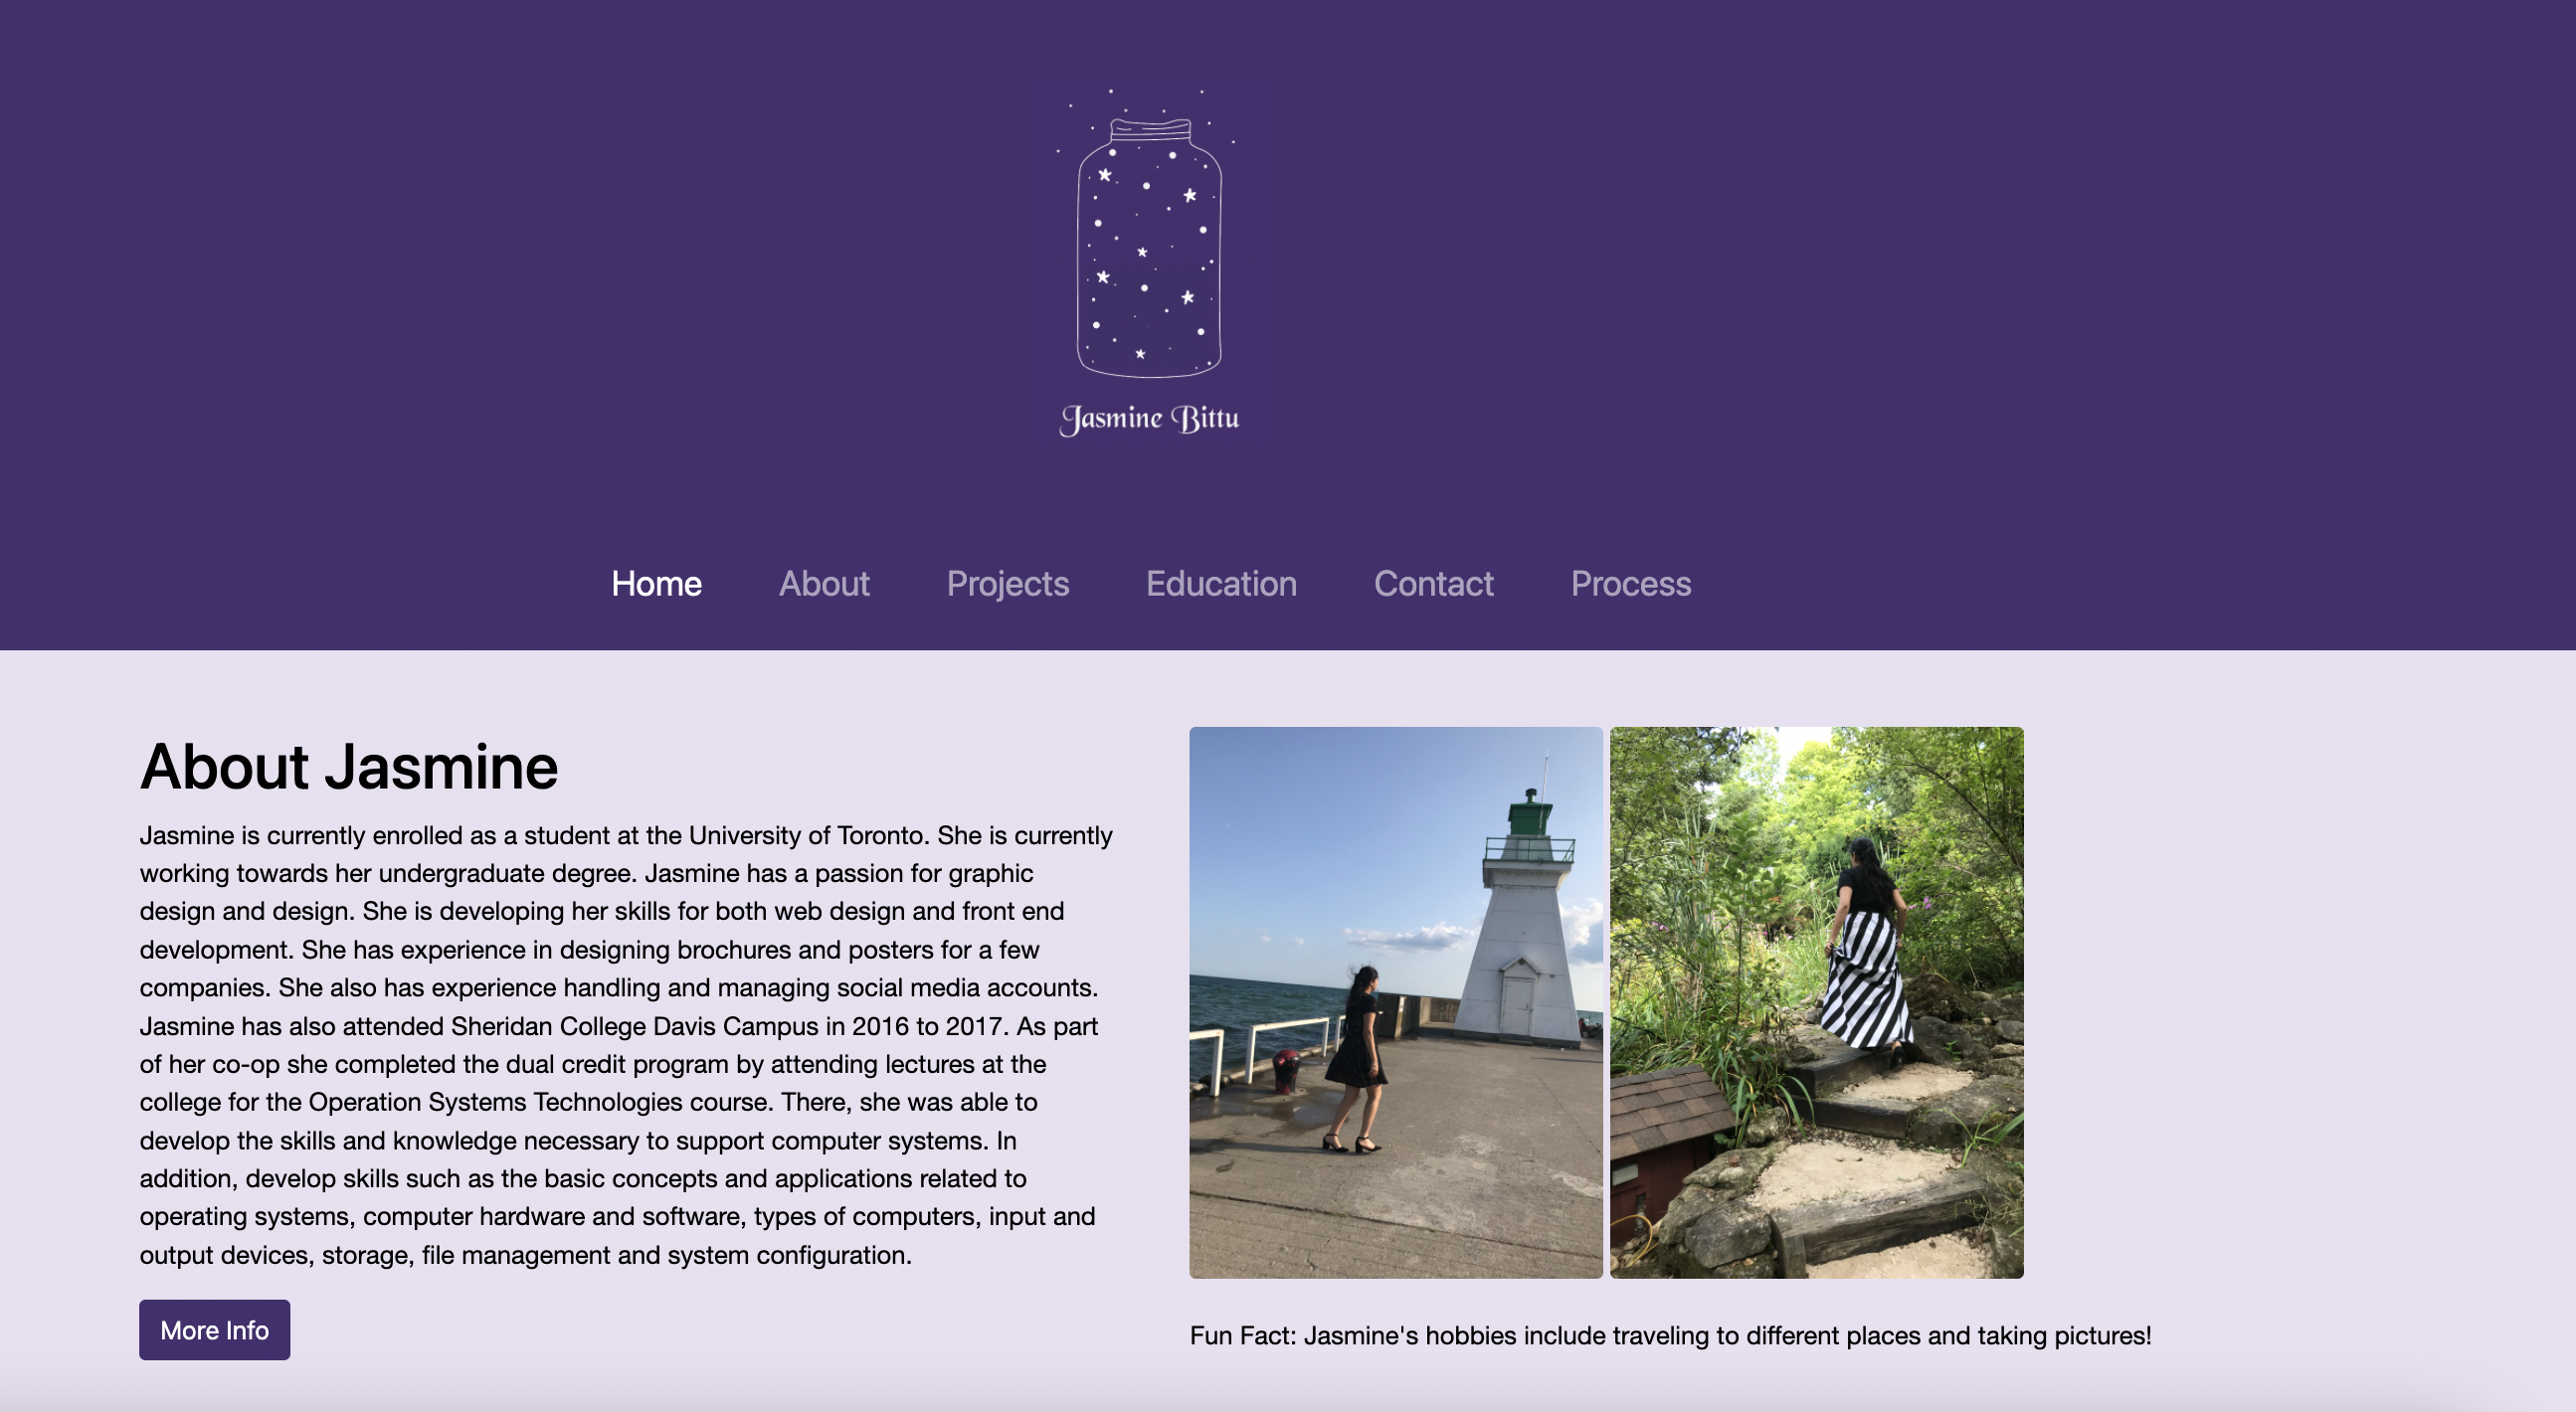 Jasmine Bittu
Home About Projects Education Contact Process
About Jasmine
Jasmine is currently enrolled as a student at the University of Toronto. She is currently
working towards her undergraduate degree. Jasmine has a passion for graphic
design and design. She is developing her skills for both web design and front end
development. She has experience in designing brochures and posters for a few
companies. She also has experience handling and managing social media accounts.
Jasmine has also attended Sheridan College Davis Campus in 2016 to 2017. As part
of her co-op she completed the dual credit program by attending lectures at the
college for the Operation Systems Technologies course. There, she was able to
develop the skills and knowledge necessary to support computer systems. In
addition, develop skills such as the basic concepts and applications related to
operating systems, computer hardware and software, types of computers, input and
output devices, storage, file management and system configuration.
More Info
Fun Fact: Jasmine's hobbies include traveling to different places and taking pictures!